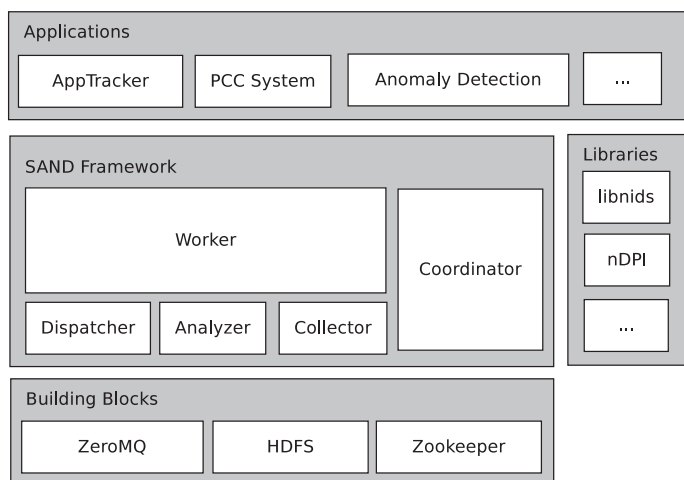 Applications
AppTracker
PCC System
Anomaly Detection
...
SAND Framework
Worker
Coordinator
Dispatcher
Analyzer
Collector
Libraries
libnids
nDPI
...
Building Blocks
ZeroMQ
HDFS
Zookeeper